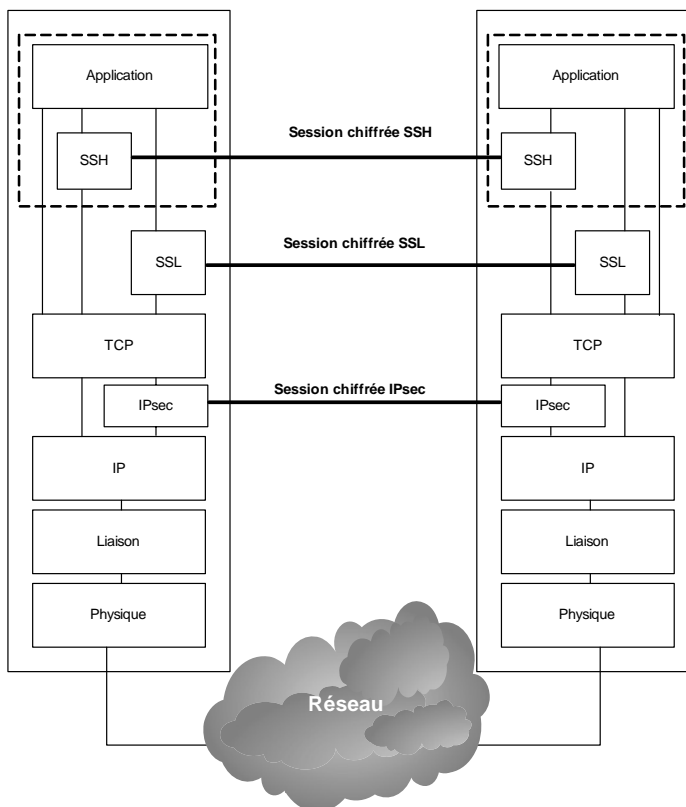 Application
Application
Session chiffrée SSH
SSH
SSH
Session chiffrée SSL
SSL
SSL
TCP
TCP
Session chiffrée IPsec
IPsec
IPsec
IP
IP
Liaison
Liaison
Physique
Physique
Réseau